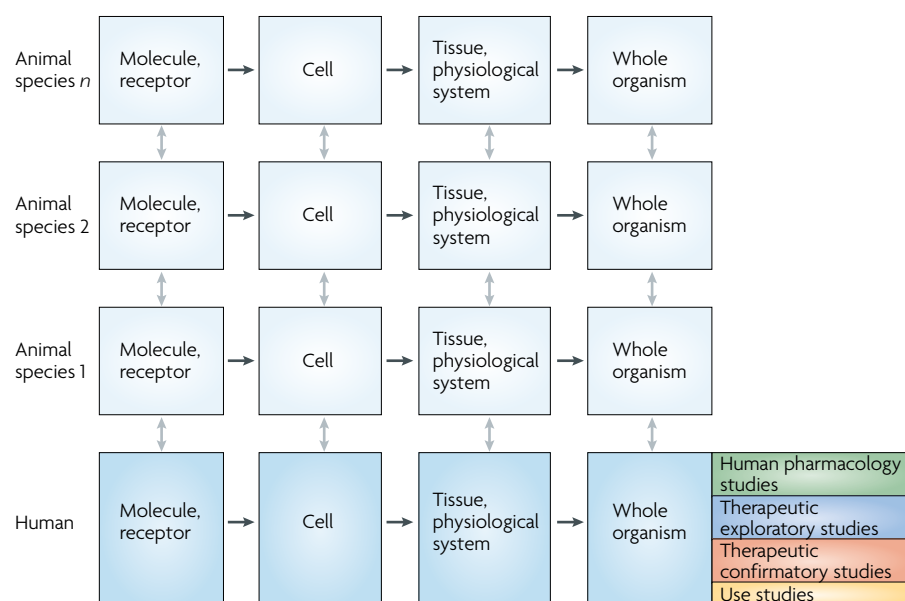 Animal
species n
Molecule,
receptor
Cell
Tissue,
physiological
system
Whole
organism
Animal
species 2
Molecule,
receptor
Cell
Tissue,
physiological
system
Whole
organism
Animal
species 1
Molecule,
receptor
Cell
Tissue,
physiological
system
Whole
organism
Human
Molecule,
receptor
Cell
Tissue,
physiological
system
Whole
organism
Human pharmacology
studies
Therapeutic
exploratory studies
Therapeutic
confirmatory studies
Use studies